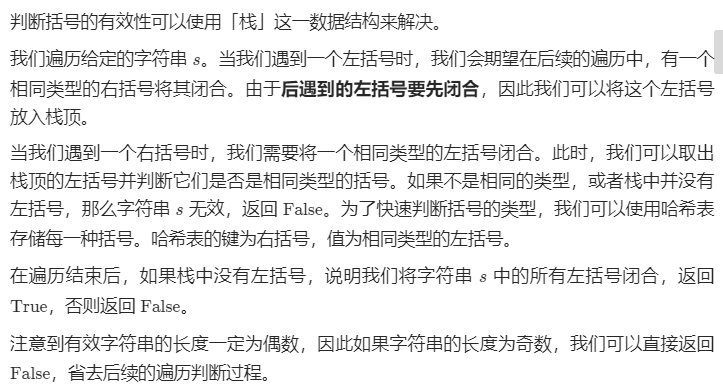 判断括号的有效性可以使用「栈」这一数据结构来解决。
我们遍历给定的字符串 s。当我们遇到一个左括号时，我们会期望在后续的遍历中，有一个
相同类型的右括号将其闭合。由于后遇到的左括号要先闭合，因此我们可以将这个左括号
放入栈顶。
当我们遇到一个右括号时，我们需要将一个相同类型的左括号闭合。此时，我们可以取出
栈顶的左括号并判断它们是否是相同类型的括号。如果不是相同的类型，或者栈中并没有
左括号，那么字符串 s 无效，返回 False。为了快速判断括号的类型，我们可以使用哈希表
存储每一种括号。哈希表的键为右括号，值为相同类型的左括号。
在遍历结束后，如果栈中没有左括号，说明我们将字符串 s 中的所有左括号闭合，返回
True，否则返回 False。
注意到有效字符串的长度一定为偶数，因此如果字符串的长度为奇数，我们可以直接返回
False，省去后续的遍历判断过程。